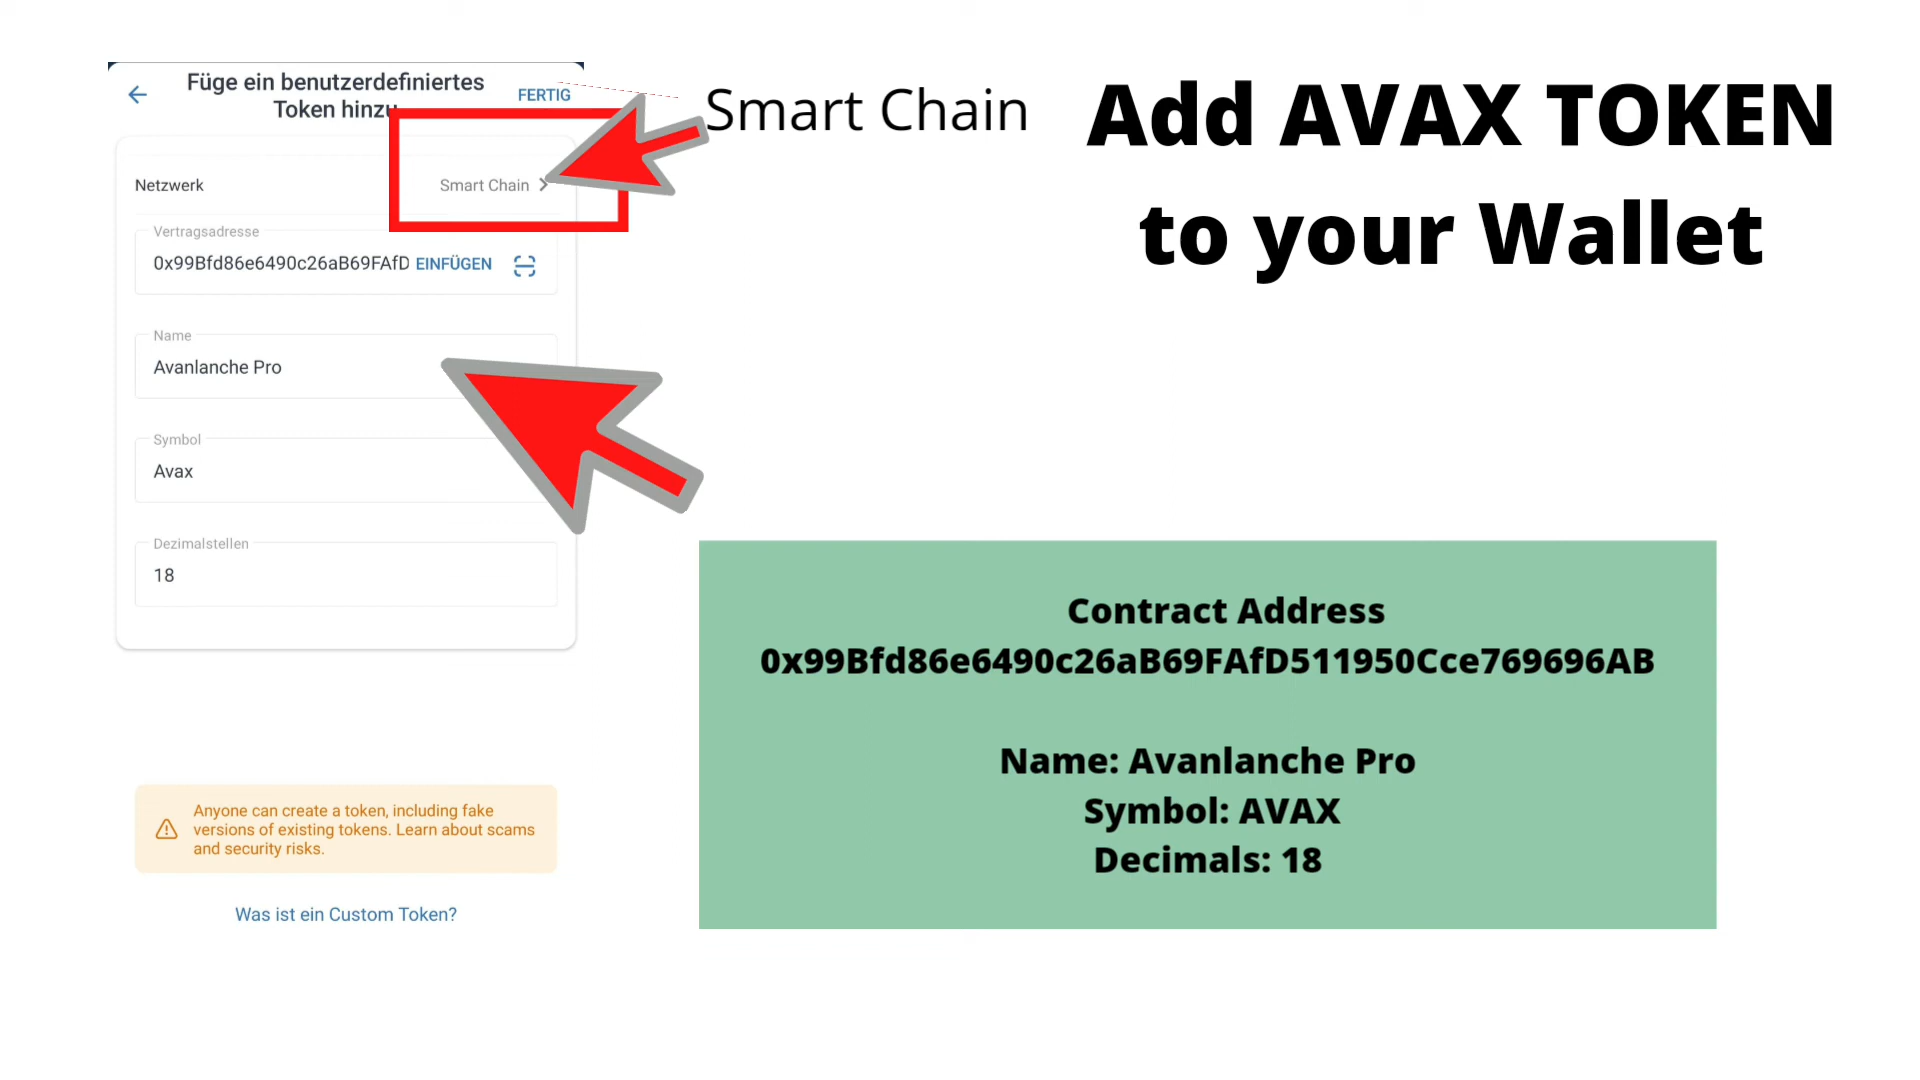 Füge ein benutzerdefiniertes
Token hinzu
FERTIG
Netzwerk
Smart Chain
Vertragsadresse
0x99Bfd86e6490c26aB69FAfD
EINFÜGEN
Name
Avanlanche Pro
Symbol
Avax
Dezimalstellen
18
Anyone can create a token, including fake
versions of existing tokens. Learn about scams
and security risks.
Was ist ein Custom Token?
Smart Chain
Add AVAX TOKEN
to your Wallet
Contract Address
0x99Bfd86e6490c26aB69FAfD511950Cce769696AB
Name: Avanlanche Pro
Symbol: AVAX
Decimals: 18